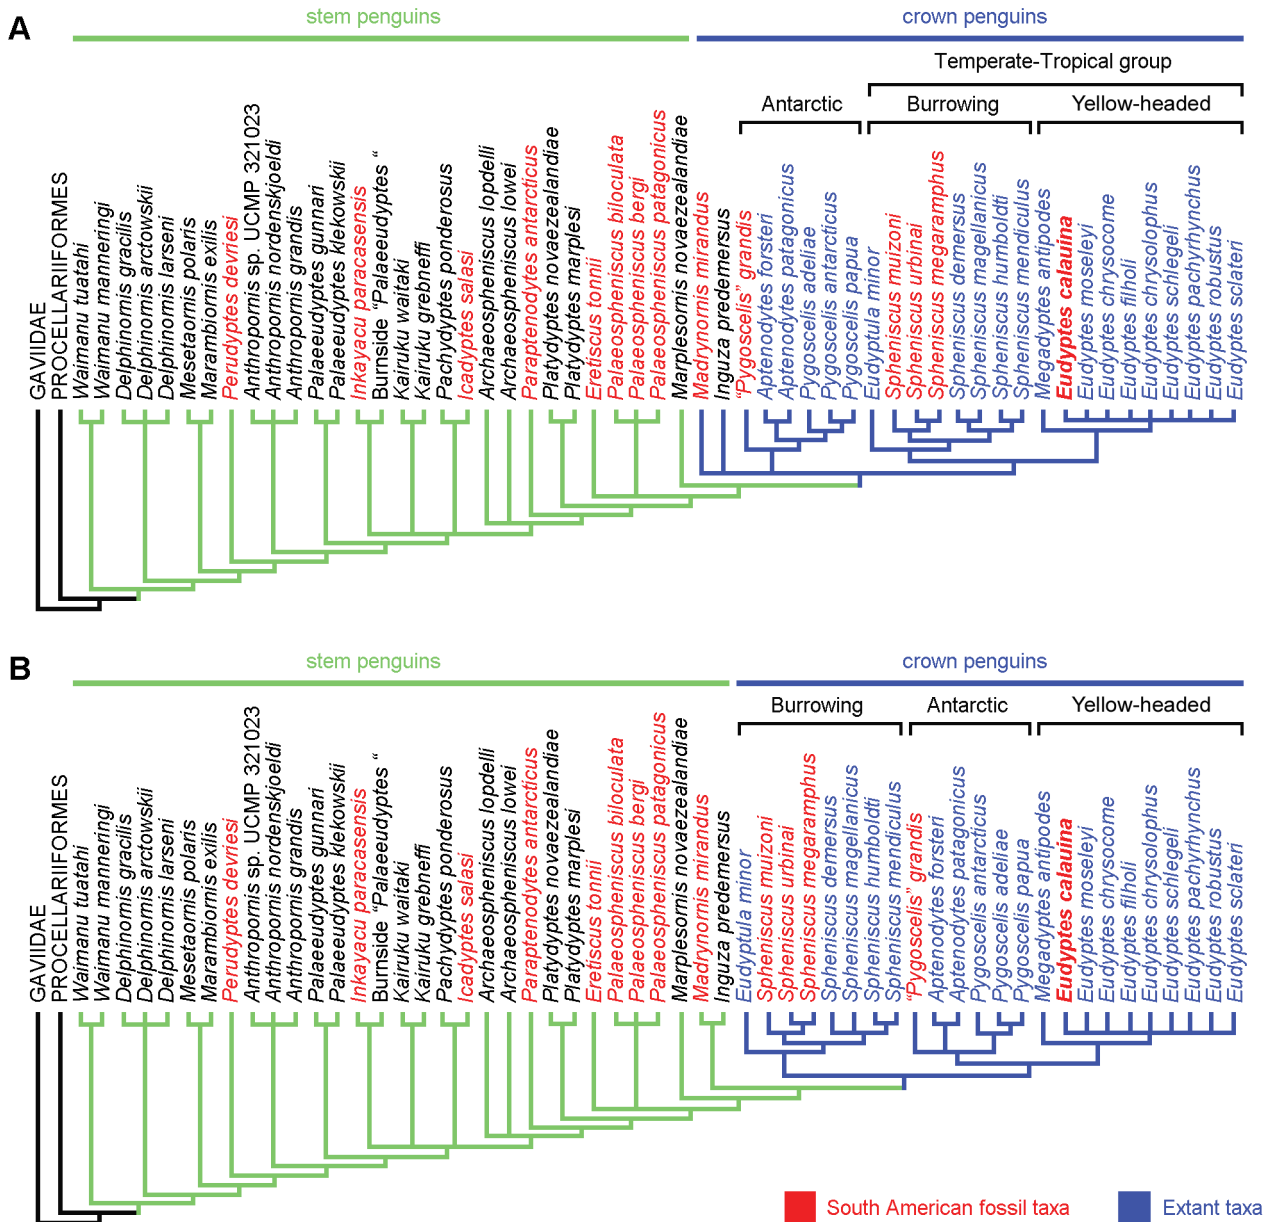 A
stem penguins
crown penguins
Temperate-Tropical group
Antarctic
Burrowing
Yellow-headed
GAVIIDAE
PROCELLARIIFORMES
Waimanu tuatahi
Waimanu manneringi
Delphinornis gracilis
Delphinornis arctowskii
Delphinornis larseni
Mesetaornis polaris
Marambiornis exilis
Perudyptes devriesi
Anthropornis sp. UCMP 321023
Anthropornis nordenskjoeldi
Anthropornis grandis
Palaeeudyptes gunnari
Palaeeudyptes klekowskii
Inkayacu paracasensis
Burnside "Palaeeudyptes "
Kairuku waitaki
Kairuku grebneffi
Pachydyptes ponderosus
Icadyptes salasi
Archaeospheniscus lopdelli
Archaeospheniscus lowei
Paraptenodytes antarcticus
Platydyptes novaezealandiae
Platydyptes marplesi
Eretiscus tonnii
Palaeospheniscus biloculata
Palaeospheniscus bergi
Palaeospheniscus patagonicus
Marplesornis novaezealandiae
Madrynornis mirandus
Inguza predemersus
"Pygoscelis" grandis
Aptenodytes forsteri
Aptenodytes patagonicus
Pygoscelis adeliae
Pygoscelis antarcticus
Pygoscelis papua
Eudyptula minor
Spheniscus muizoni
Spheniscus urbinai
Spheniscus megaramphus
Spheniscus demersus
Spheniscus magellanicus
Spheniscus humboldti
Spheniscus mendiculus
Megadyptes antipodes
Eudyptes calauina
Eudyptes moseleyi
Eudyptes chrysocome
Eudyptes filholi
Eudyptes chrysolophus
Eudyptes schlegeli
Eudyptes pachyrhynchus
Eudyptes robustus
Eudyptes sclateri
B
stem penguins
crown penguins
Burrowing
Antarctic
Yellow-headed
GAVIIDAE
PROCELLARIIFORMES
Waimanu tuatahi
Waimanu manneringi
Delphinornis gracilis
Delphinornis arctowskii
Delphinornis larseni
Mesetaornis polaris
Marambiornis exilis
Perudyptes devriesi
Anthropornis sp. UCMP 321023
Anthropornis nordenskjoeldi
Anthropornis grandis
Palaeeudyptes gunnari
Palaeeudyptes klekowskii
Inkayacu paracasensis
Burnside "Palaeeudyptes "
Kairuku waitaki
Kairuku grebneffi
Pachydyptes ponderosus
Icadyptes salasi
Archaeospheniscus lopdelli
Archaeospheniscus lowei
Paraptenodytes antarcticus
Platydyptes novaezealandiae
Platydyptes marplesi
Eretiscus tonnii
Palaeospheniscus biloculata
Palaeospheniscus bergi
Palaeospheniscus patagonicus
Marplesornis novaezealandiae
Madrynornis mirandus
Inguza predemersus
Eudyptula minor
Spheniscus muizoni
Spheniscus urbinai
Spheniscus megaramphus
Spheniscus demersus
Spheniscus magellanicus
Spheniscus humboldti
Spheniscus mendiculus
"Pygoscelis" grandis
Aptenodytes forsteri
Aptenodytes patagonicus
Pygoscelis antarcticus
Pygoscelis adeliae
Pygoscelis papua
Megadyptes antipodes
Eudyptes calauina
Eudyptes moseleyi
Eudyptes chrysocome
Eudyptes filholi
Eudyptes chrysolophus
Eudyptes schlegeli
Eudyptes pachyrhynchus
Eudyptes robustus
Eudyptes sclateri
South American fossil taxa
Extant taxa